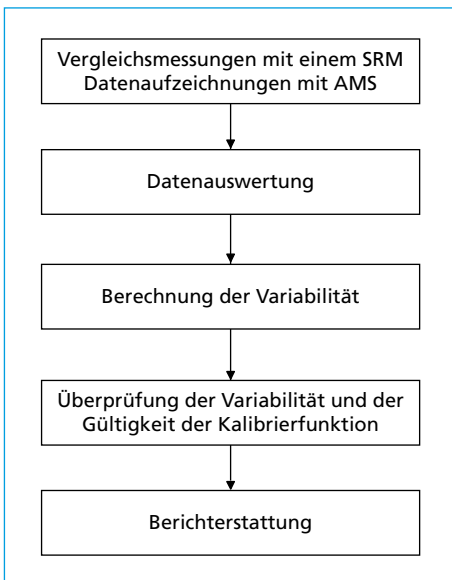 Vergleichsmessungen mit einem SRM
Datenaufzeichnungen mit AMS
Datenauswertung
Berechnung der Variabilität
Überprüfung der Variabilität und der
Gültigkeit der Kalibrierfunktion
Berichterstattung